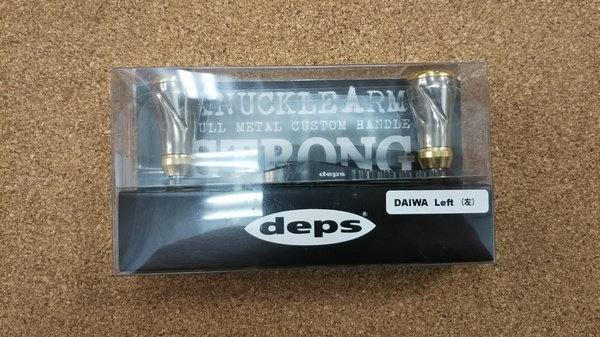 KNUCKLEARM
FULL METAL CUSTOM HANDLE
STRONG
deps
DAIWA Left (左)
deps®